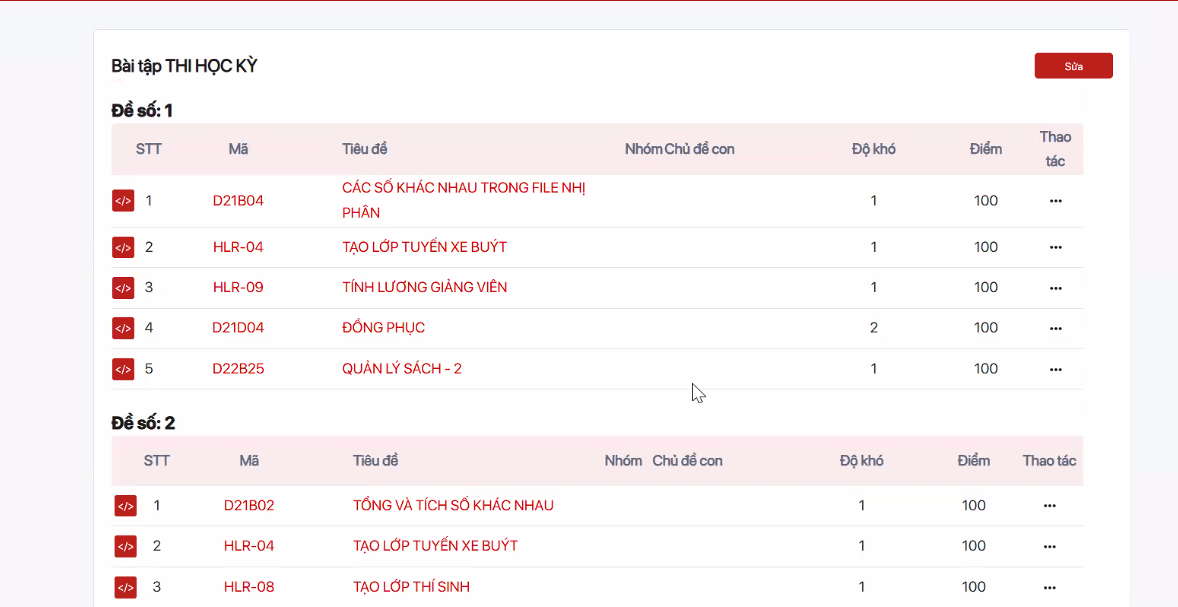 Bài tập THI HỌC KỲ
Sửa
Đề số: 1
STT Mã Tiêu đề Nhóm Chủ đề con Độ khó Điểm Thao tác
</> 1 D21B04 CÁC SỐ KHÁC NHAU TRONG FILE NHỊ PHÂN 1 100 •••
</> 2 HLR-04 TẠO LỚP TUYẾN XE BUÝT 1 100 •••
</> 3 HLR-09 TÍNH LƯƠNG GIẢNG VIÊN 1 100 •••
</> 4 D21D04 ĐỒNG PHỤC 2 100 •••
</> 5 D22B25 QUẢN LÝ SÁCH - 2 1 100 •••
Đề số: 2
STT Mã Tiêu đề Nhóm Chủ đề con Độ khó Điểm Thao tác
</> 1 D21B02 TỔNG VÀ TÍCH SỐ KHÁC NHAU 1 100 •••
</> 2 HLR-04 TẠO LỚP TUYẾN XE BUÝT 1 100 •••
</> 3 HLR-08 TẠO LỚP THÍ SINH 1 100 •••